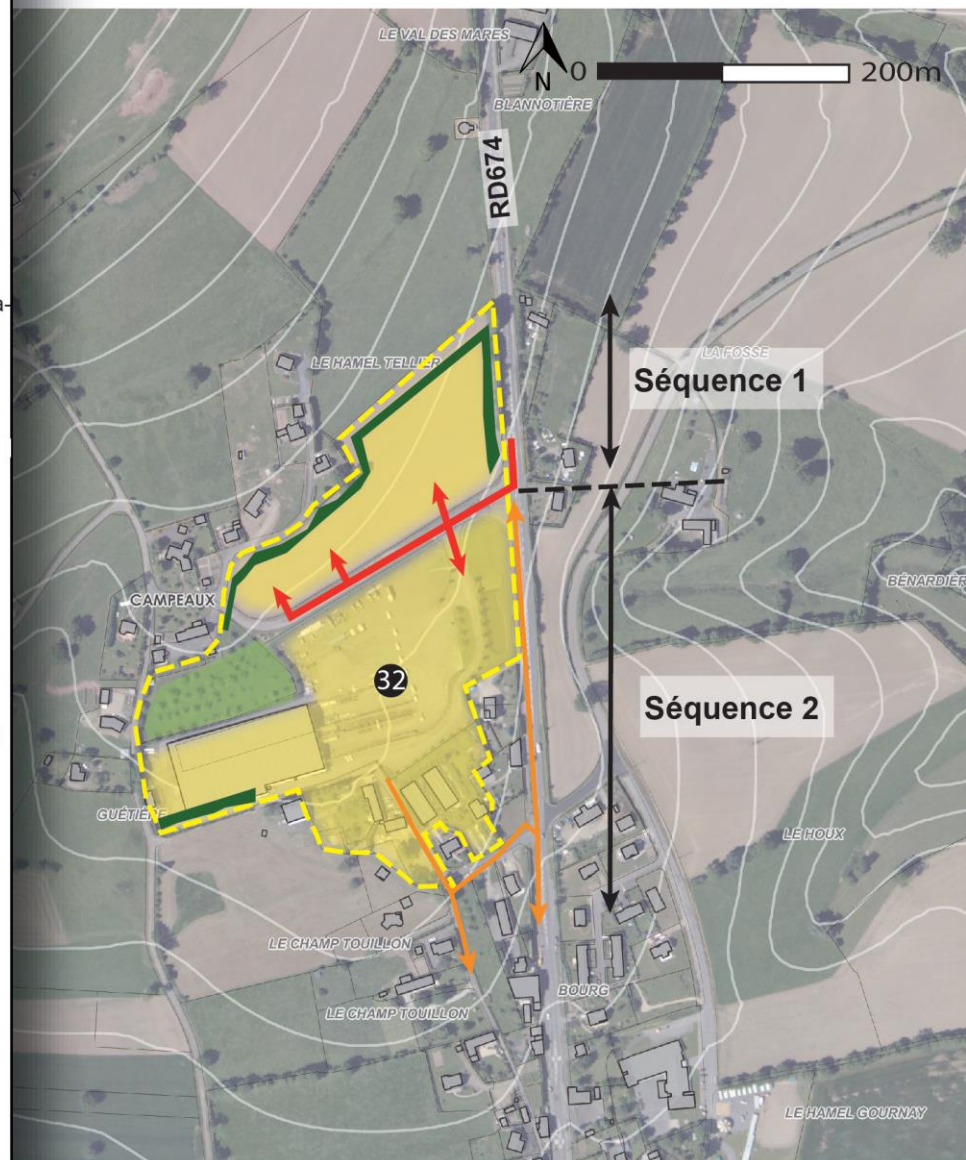 LE VAL DES MARES
N
0
200m
BLANNOTIÈRE
RD674
a-
LA FOSSE
LE HAMEL TELLIER
Séquence 1
CAMPEAUX
BÉNARDIÈR
32
Séquence 2
GUÉTIÈRE
LE HOUX
LE CHAMP TOUILLON
BOURG
LE CHAMP TOUILLON
LE HAMEL GOURNAY